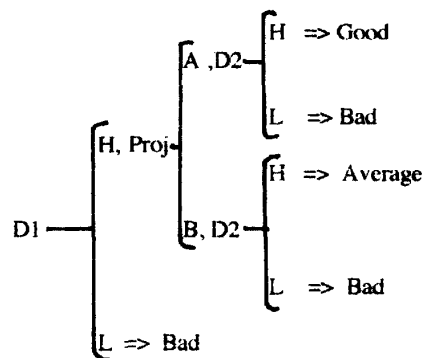 H => Good
A ,D2
L => Bad
H, Proj
H => Average
D1
B, D2
L => Bad
L => Bad